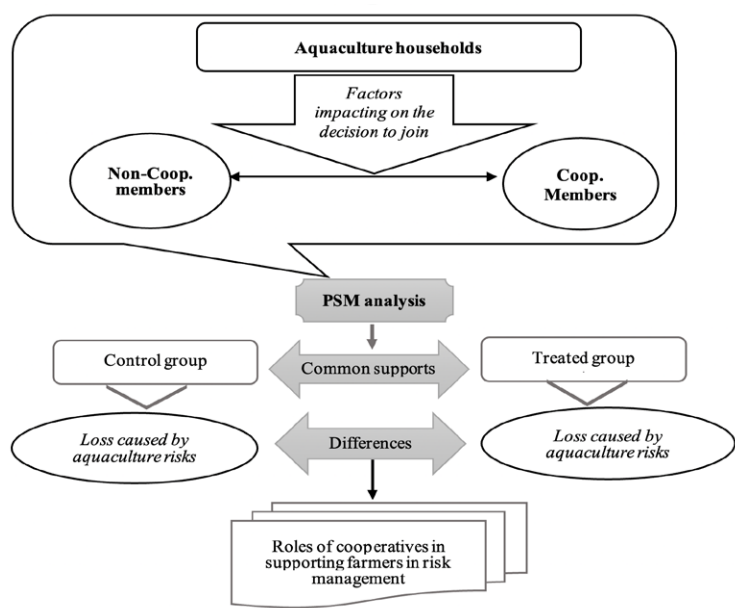 Aquaculture households
Factors
impacting on the
decision to join
Non-Coop.
members
Coop.
Members
PSM analysis
Control group
Common supports
Treated group
Loss caused by
aquaculture risks
Differences
Loss caused by
aquaculture risks
Roles of cooperatives in
supporting farmers in risk
management